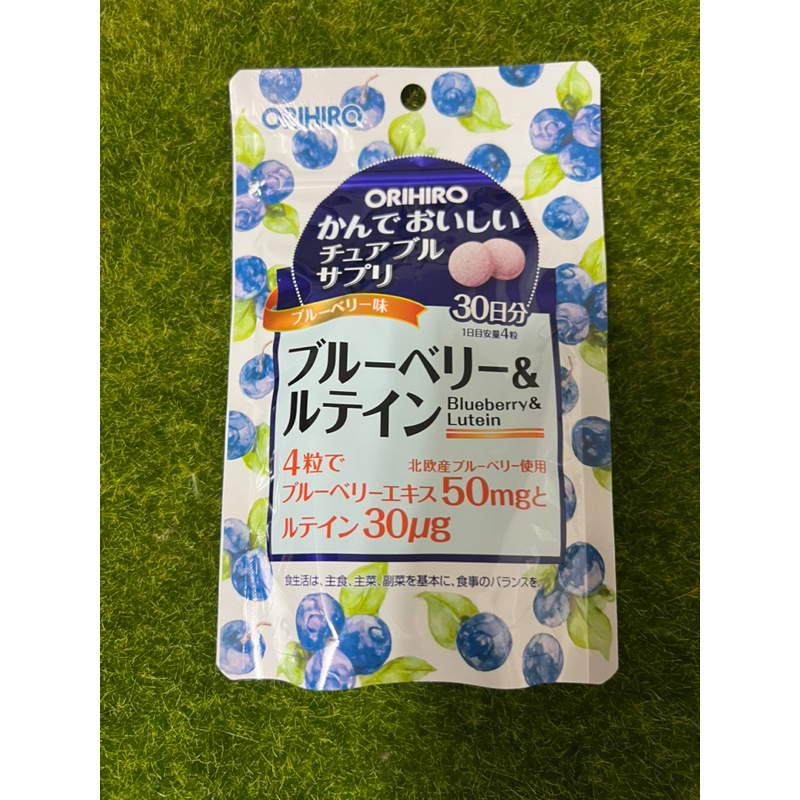 ORIHIRO
ORIHIRO
かんでおいしい
チュアブル
サプリ
ブルーベリー味
30日分
1日目安量4粒
ブルーベリー&
ルテイン
Blueberry&
Lutein
4粒で
北欧産ブルーベリー使用
ブルーベリーエキス50mgと
ルテイン30μg
食生活は、主食、主菜、副菜を基本に、食事のバランスを。